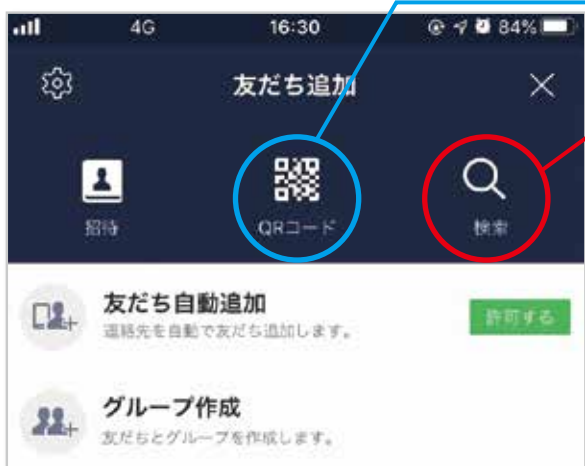 4G 16:30 84%
友だち追加
招待 QRコード 検索
友だち自動追加
連絡先を自動で友だち追加します。
許可する
グループ作成
友だちとグループを作成します。